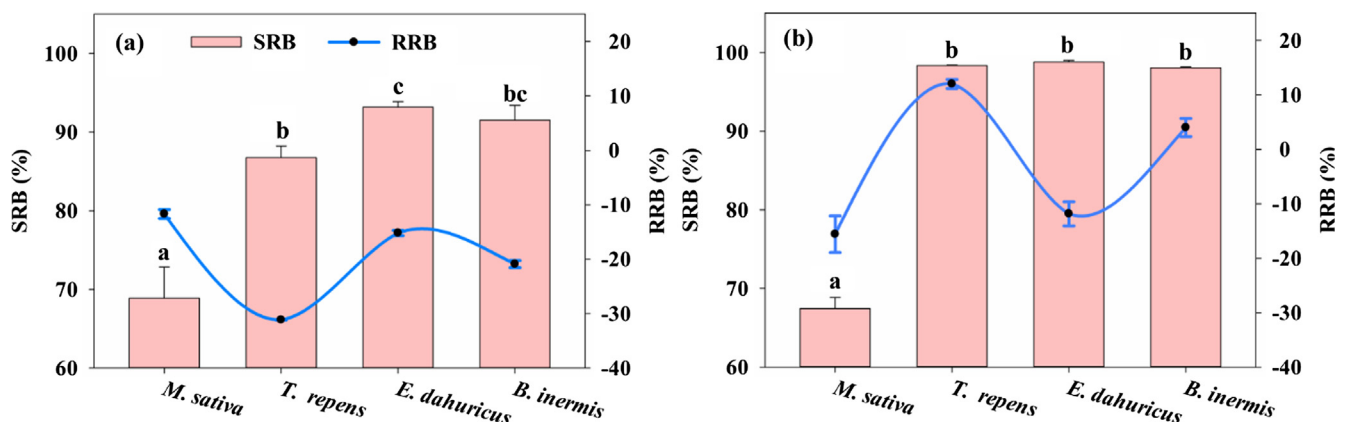 (a) SRB RRB
100
90
80
70
60
SRB (%)
a
b
c
bc
20
10
0
-10
-20
-30
-40
RRB (%)
M. sativa
T. repens
E. dahuricus
B. inermis
(b)
100
90
80
70
60
SRB (%)
a
b
b
b
20
10
0
-10
-20
-30
-40
RRB (%)
M. sativa
T. repens
E. dahuricus
B. inermis